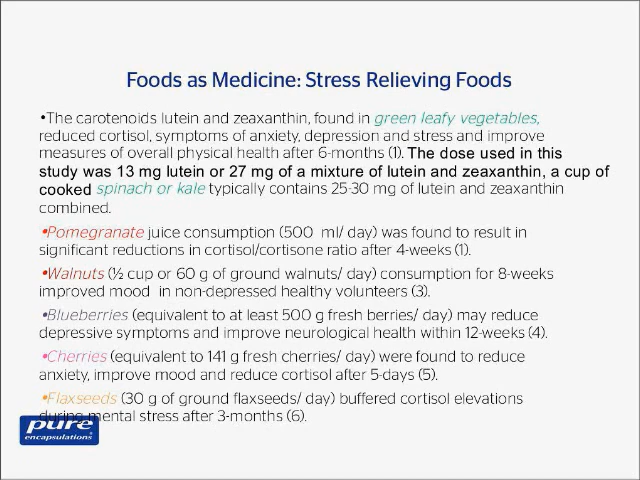 Foods as Medicine: Stress Relieving Foods
•The carotenoids lutein and zeaxanthin, found in green leafy vegetables,
reduced cortisol, symptoms of anxiety, depression and stress and improve
measures of overall physical health after 6-months (1). The dose used in this
study was 13 mg lutein or 27 mg of a mixture of lutein and zeaxanthin, a cup of
cooked spinach or kale typically contains 25-30 mg of lutein and zeaxanthin
combined.
•Pomegranate juice consumption (500 ml/ day) was found to result in
significant reductions in cortisol/cortisone ratio after 4-weeks (1).
•Walnuts (½ cup or 60 g of ground walnuts/ day) consumption for 8-weeks
improved mood in non-depressed healthy volunteers (3).
•Blueberries (equivalent to at least 500 g fresh berries/ day) may reduce
depressive symptoms and improve neurological health within 12-weeks (4).
•Cherries (equivalent to 141 g fresh cherries/ day) were found to reduce
anxiety, improve mood and reduce cortisol after 5-days (5).
•Flaxseeds (30 g of ground flaxseeds/ day) buffered cortisol elevations
during mental stress after 3-months (6).
pure
encapsulations